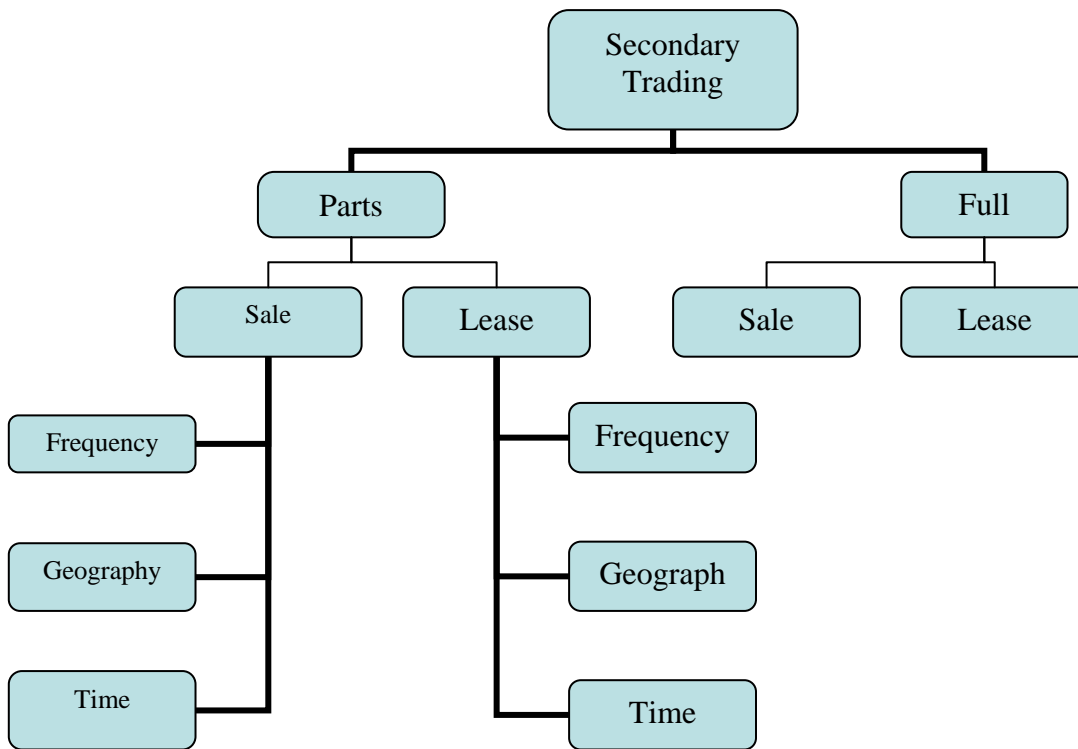 Secondary
Trading
Parts
Full
Sale
Lease
Sale
Lease
Frequency
Frequency
Geography
Geograph
Time
Time